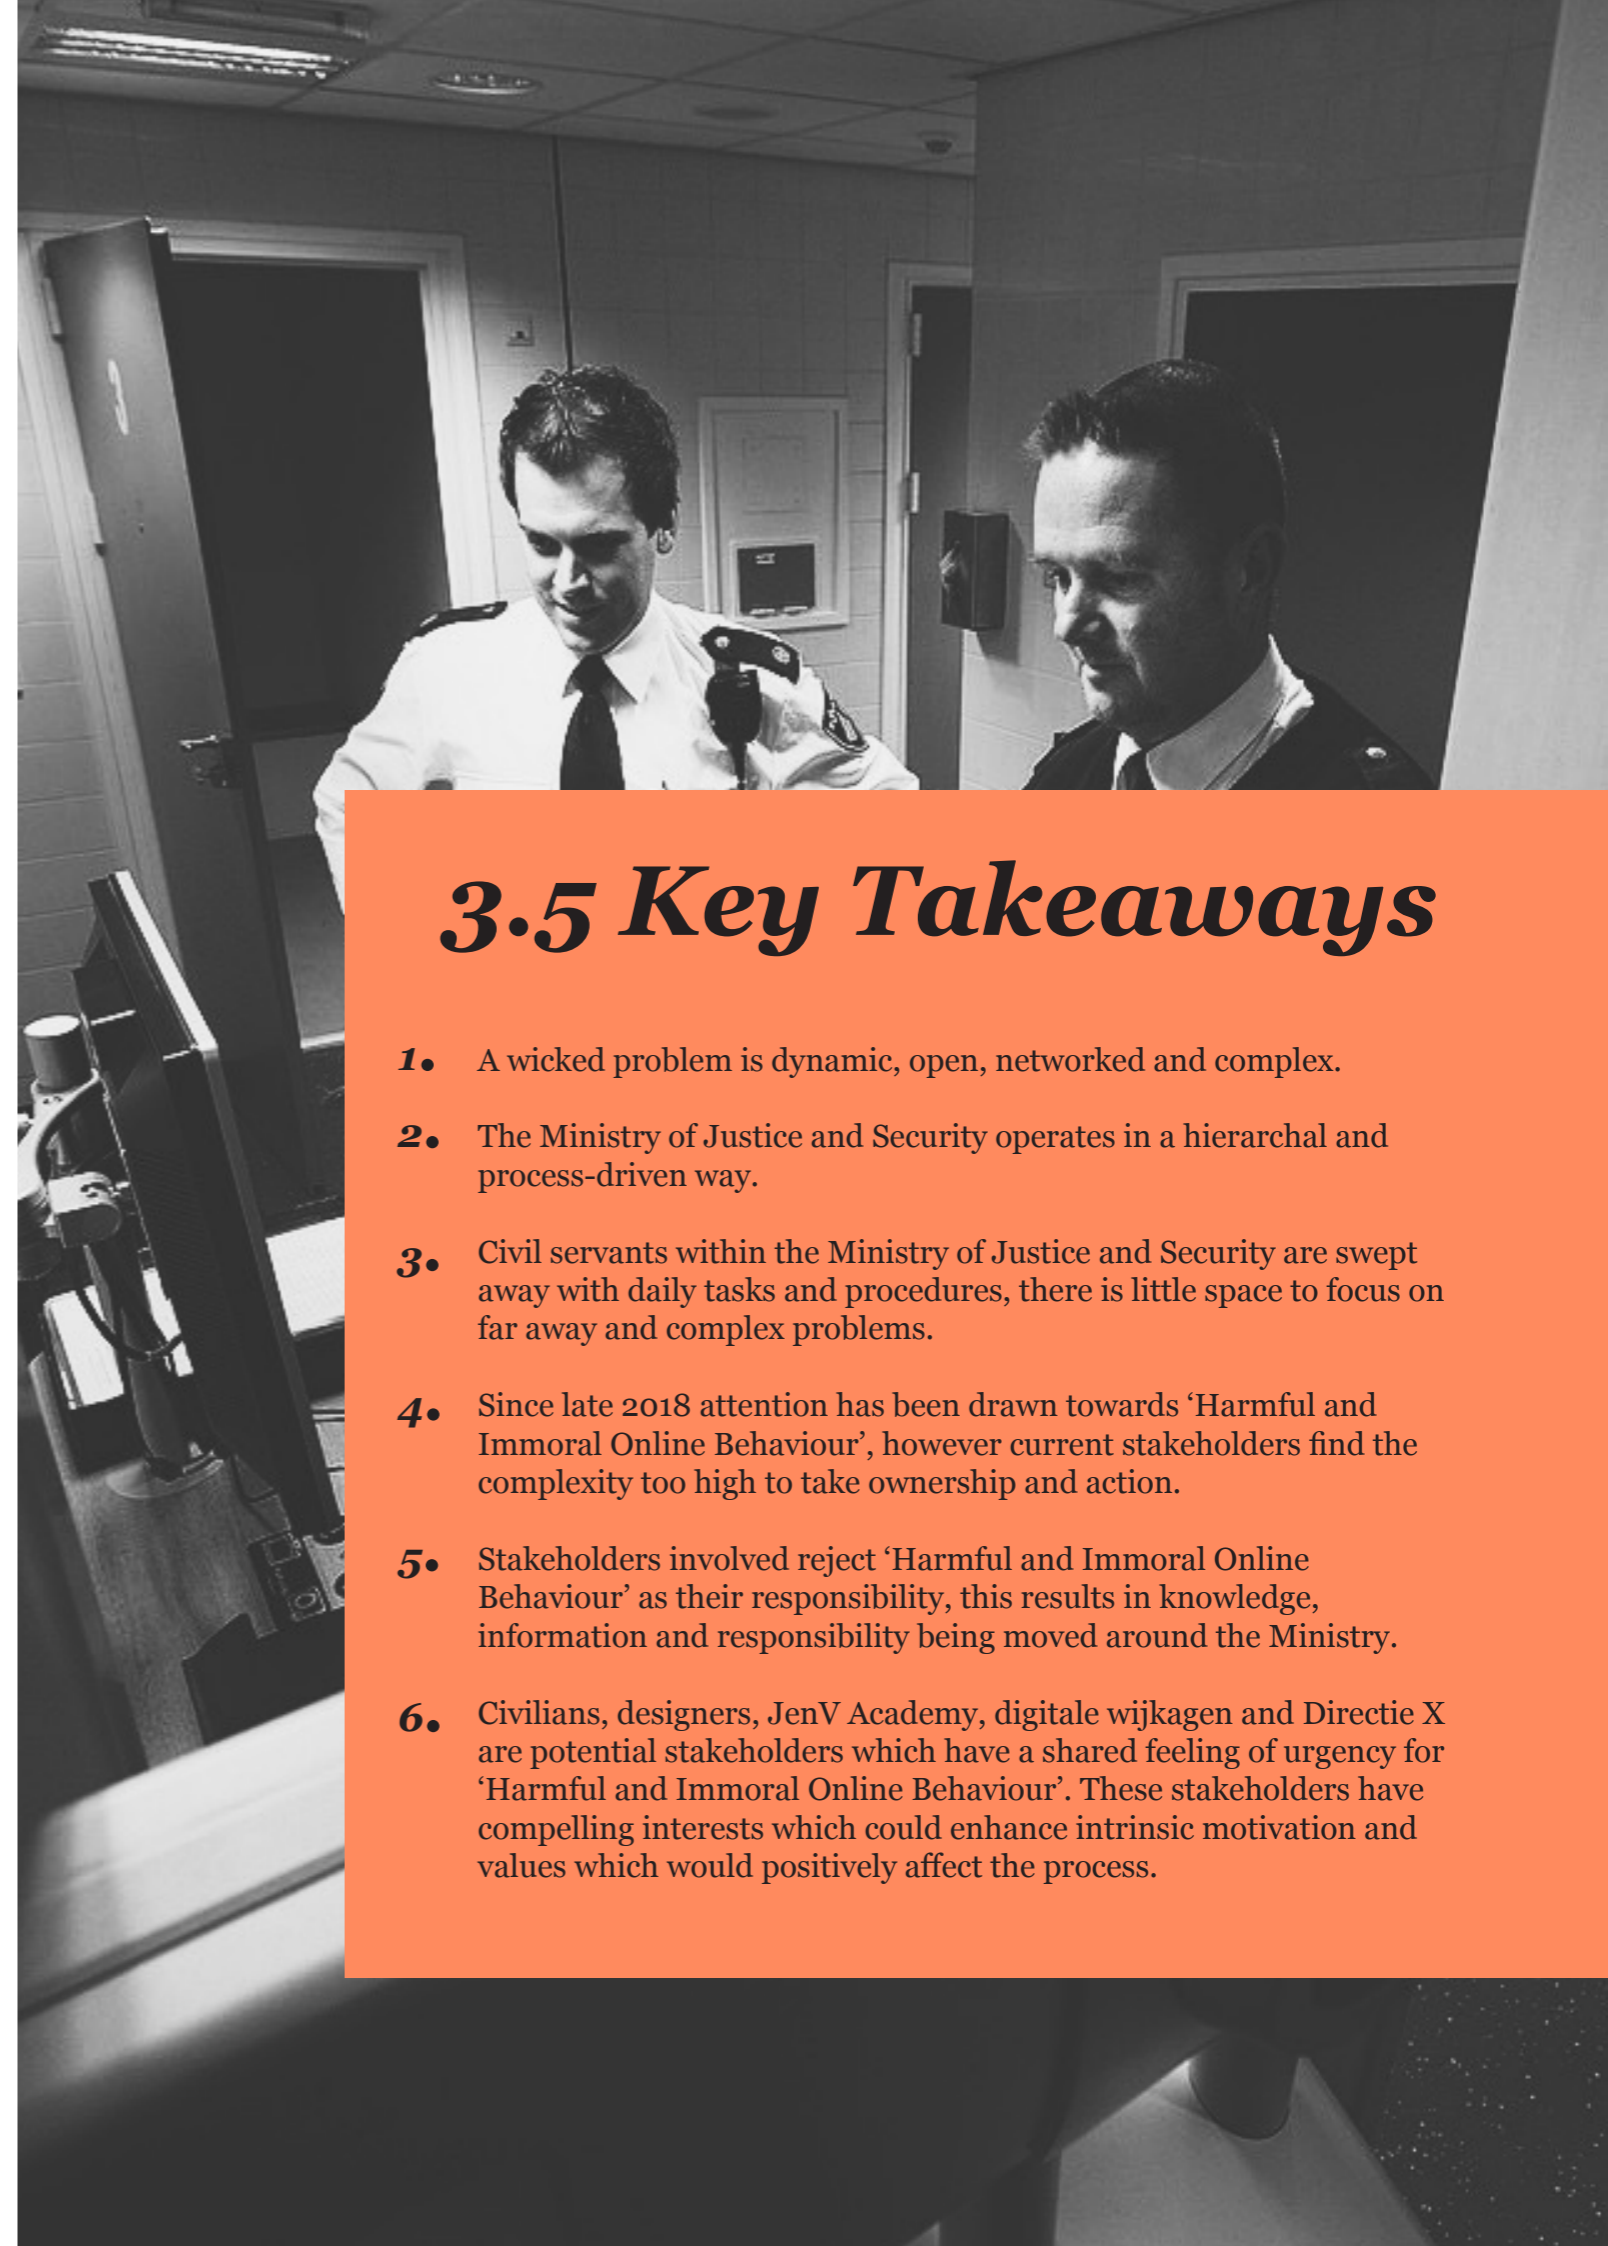 3
3.5 Key Takeaways
1. A wicked problem is dynamic, open, networked and complex.
2. The Ministry of Justice and Security operates in a hierarchal and
process-driven way.
3. Civil servants within the Ministry of Justice and Security are swept
away with daily tasks and procedures, there is little space to focus on
far away and complex problems.
4. Since late 2018 attention has been drawn towards ‘Harmful and
Immoral Online Behaviour’, however current stakeholders find the
complexity too high to take ownership and action.
5. Stakeholders involved reject ‘Harmful and Immoral Online
Behaviour’ as their responsibility, this results in knowledge,
information and responsibility being moved around the Ministry.
6. Civilians, designers, JenV Academy, digitale wijkagen and Directie X
are potential stakeholders which have a shared feeling of urgency for
‘Harmful and Immoral Online Behaviour’. These stakeholders have
compelling interests which could enhance intrinsic motivation and
values which would positively affect the process.